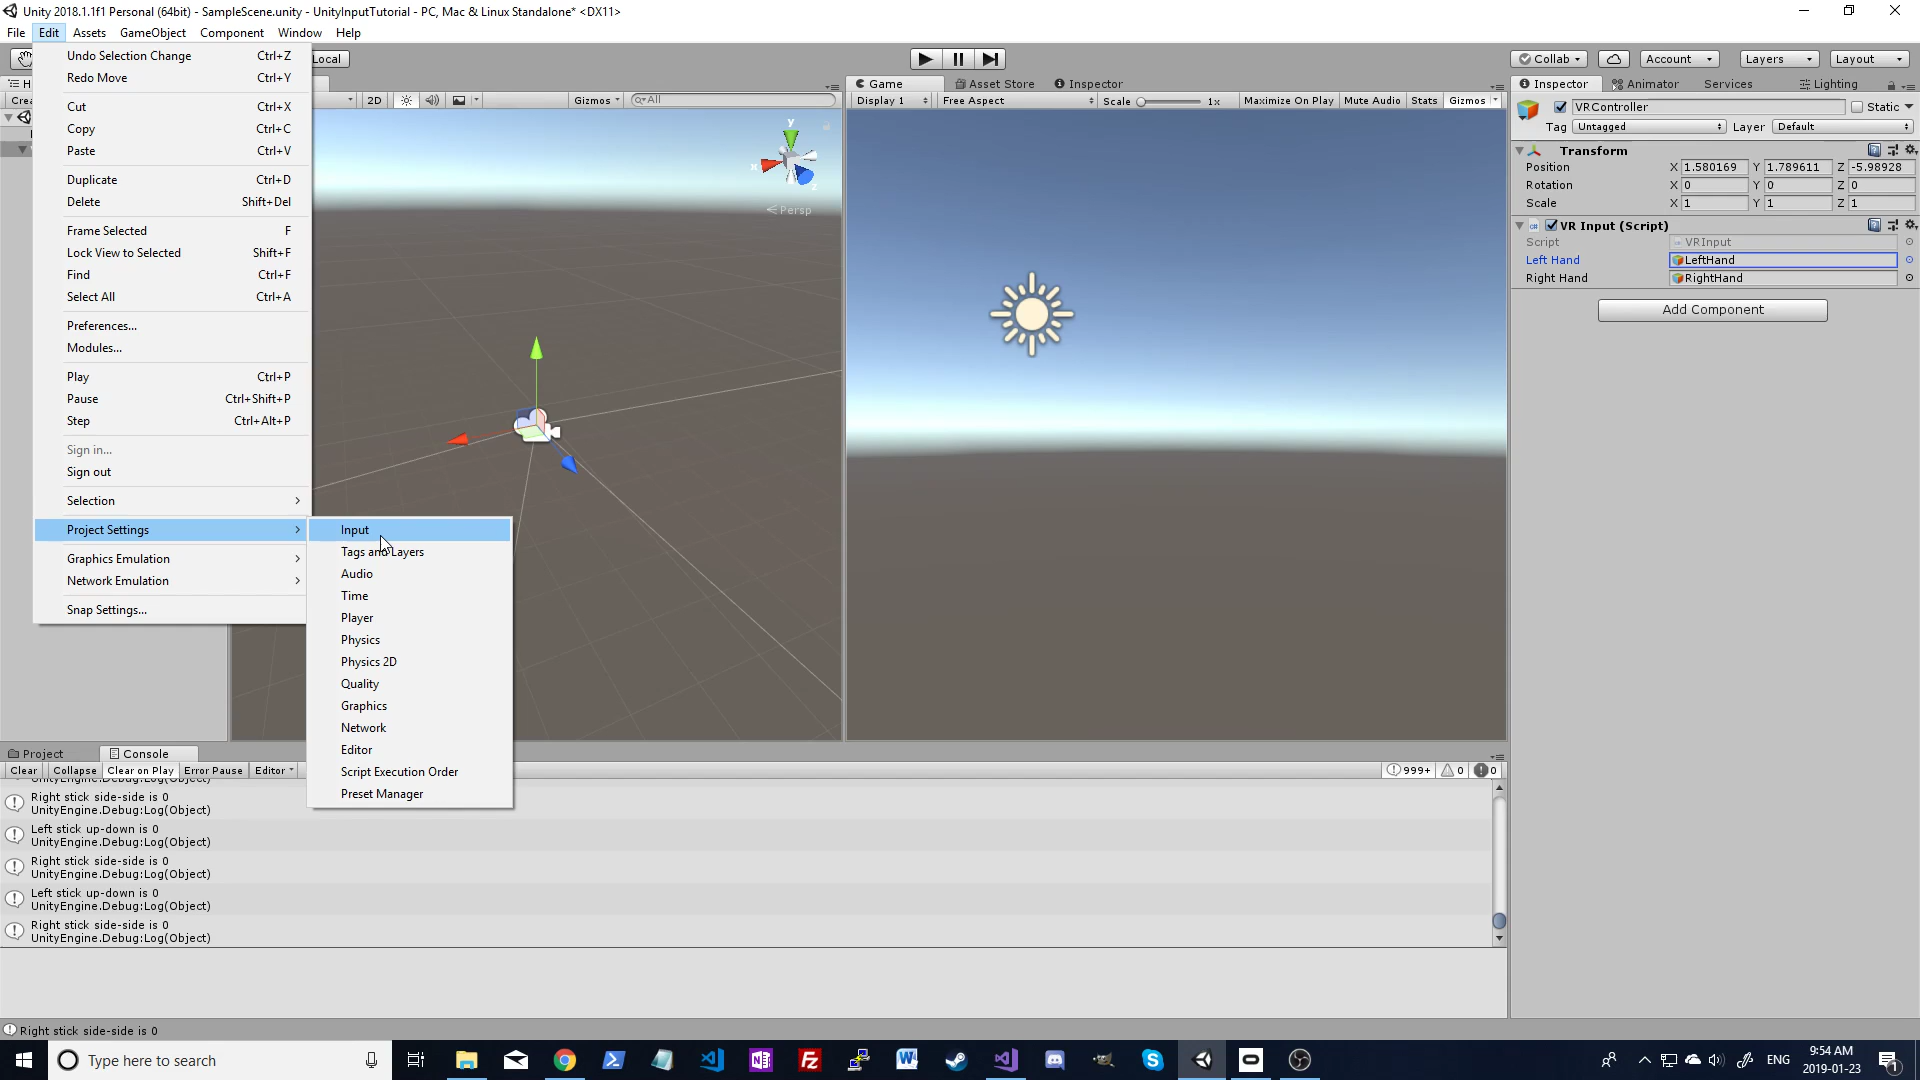 Unity 2018.1.1f1 Personal (64bit) - SampleScene.unity - UnityInputTutorial - PC, Mac & Linux Standalone* <DX11>
File Edit Assets GameObject Component Window Help
Local
Collab Account Layers Layout
Undo Selection Change Ctrl+Z
Redo Move Ctrl+Y
Cut Ctrl+X
Copy Ctrl+C
Paste Ctrl+V
Duplicate Ctrl+D
Delete Shift+Del
Frame Selected F
Lock View to Selected Shift+F
Find Ctrl+F
Select All Ctrl+A
Preferences...
Modules...
Play Ctrl+P
Pause Ctrl+Shift+P
Step Ctrl+Alt+P
Sign in...
Sign out
Selection
Project Settings
Graphics Emulation
Network Emulation
Snap Settings...
Input
Tags and Layers
Audio
Time
Player
Physics
Physics 2D
Quality
Graphics
Network
Editor
Script Execution Order
Preset Manager
2D Gizmos All
y
x
z
Persp
Game Asset Store Inspector
Display 1 Free Aspect Scale 1x Maximize On Play Mute Audio Stats Gizmos
Inspector Animator Services Lighting
VRController Static
Tag Untagged Layer Default
Transform
Position X 1.580169 Y 1.789611 Z -5.98928
Rotation X 0 Y 0 Z 0
Scale X 1 Y 1 Z 1
VR Input (Script)
Script VRInput
Left Hand LeftHand
Right Hand RightHand
Add Component
Project Console
Clear Collapse Clear on Play Error Pause Editor 999+ 0 0
UnityEngine.Debug:Log(Object)
Right stick side-side is 0
UnityEngine.Debug:Log(Object)
Left stick up-down is 0
UnityEngine.Debug:Log(Object)
Right stick side-side is 0
UnityEngine.Debug:Log(Object)
Left stick up-down is 0
UnityEngine.Debug:Log(Object)
Right stick side-side is 0
UnityEngine.Debug:Log(Object)
Right stick side-side is 0
Type here to search
ENG
9:54 AM
2019-01-23
1